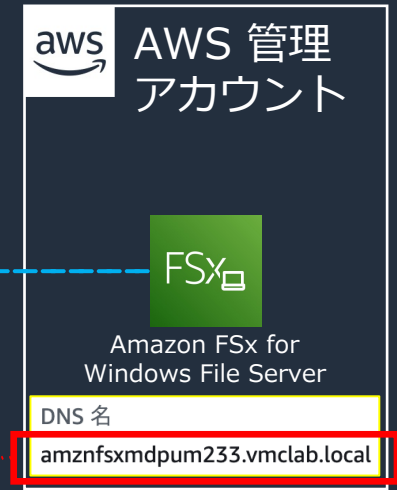 aws
AWS 管理
アカウント
FSx
Amazon FSx for
Windows File Server
DNS 名
amznfsxmdpum233.vmclab.local